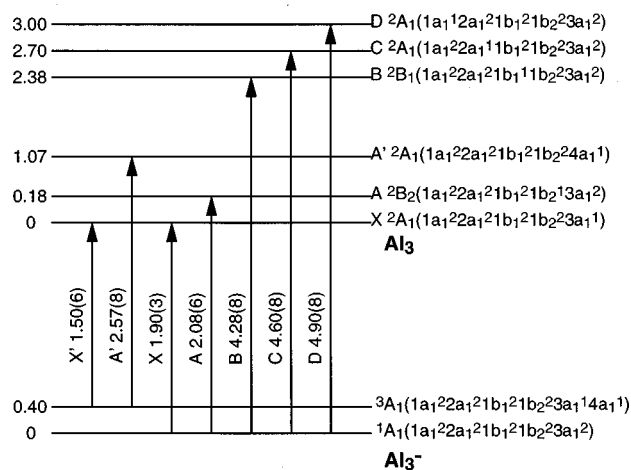 3.00 D ²A₁(1a₁¹2a₁²1b₁²1b₂²3a₁²)
2.70 C ²A₁(1a₁²2a₁¹1b₁²1b₂²3a₁²)
2.38 B ²B₁(1a₁²2a₁²1b₁¹1b₂²3a₁²)
1.07 A' ²A₁(1a₁²2a₁²1b₁²1b₂²4a₁¹)
0.18 A ²B₂(1a₁²2a₁²1b₁²1b₂¹3a₁²)
0 X ²A₁(1a₁²2a₁²1b₁²1b₂²3a₁¹)
Al₃
X' 1.50(6)
A' 2.57(8)
X 1.90(3)
A 2.08(6)
B 4.28(8)
C 4.60(8)
D 4.90(8)
0.40 ³A₁(1a₁²2a₁²1b₁²1b₂²3a₁¹4a₁¹)
0 ¹A₁(1a₁²2a₁²1b₁²1b₂²3a₁²)
Al₃⁻